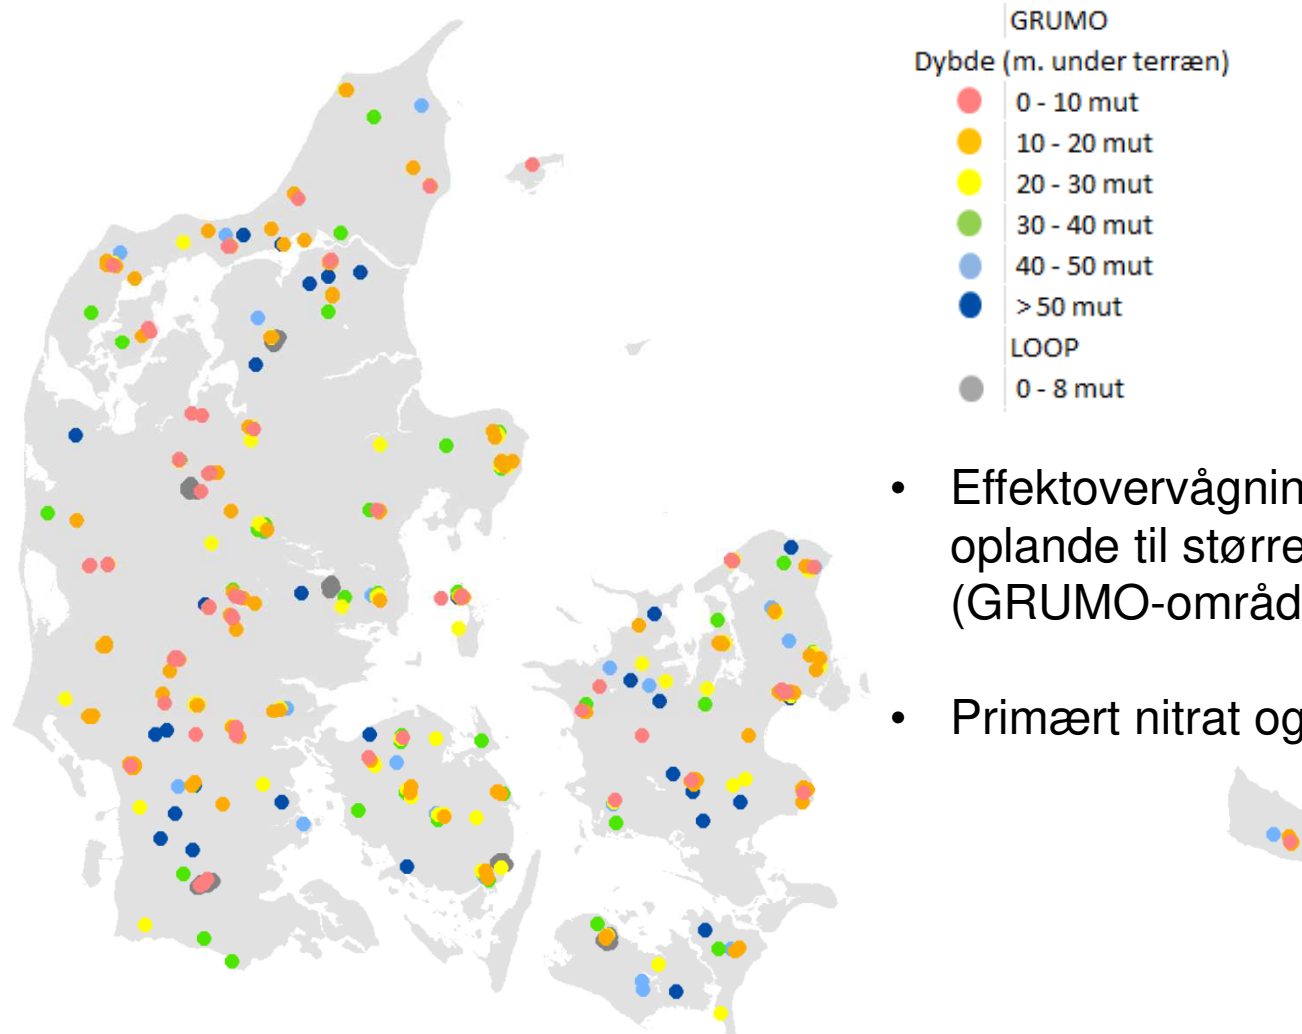 GRUMO
Dybde (m. under terræn)
0 - 10 mut
10 - 20 mut
20 - 30 mut
30 - 40 mut
40 - 50 mut
> 50 mut
LOOP
0 - 8 mut
• Effektovervågnin
oplande til større
(GRUMO-områd
• Primært nitrat og